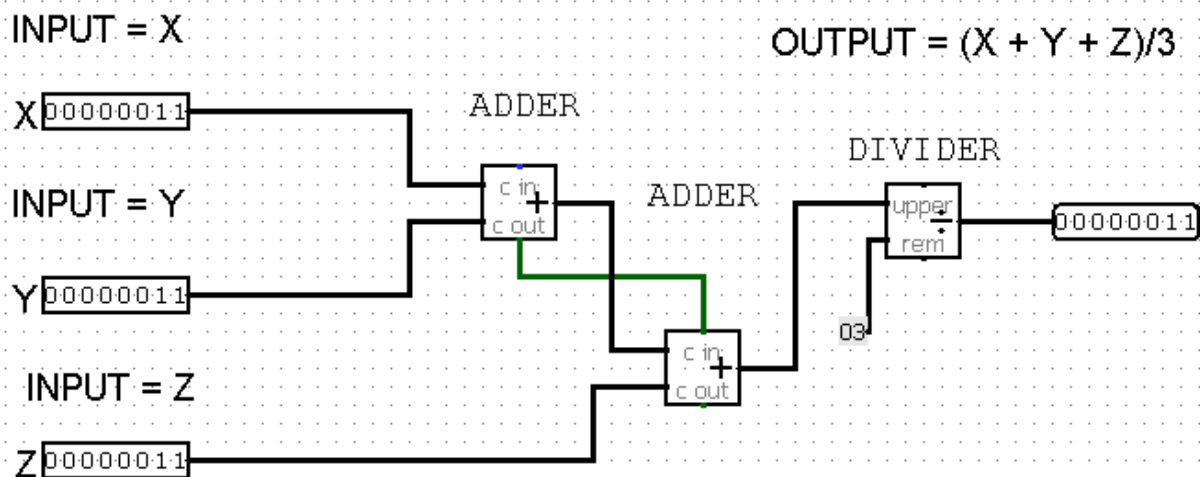 INPUT = X
OUTPUT = (X + Y + Z)/3
X 00000011
ADDER
c in
+
c out
INPUT = Y
Y 00000011
ADDER
c in
+
c out
DIVIDER
upper
÷
rem
00000011
03
INPUT = Z
Z 00000011